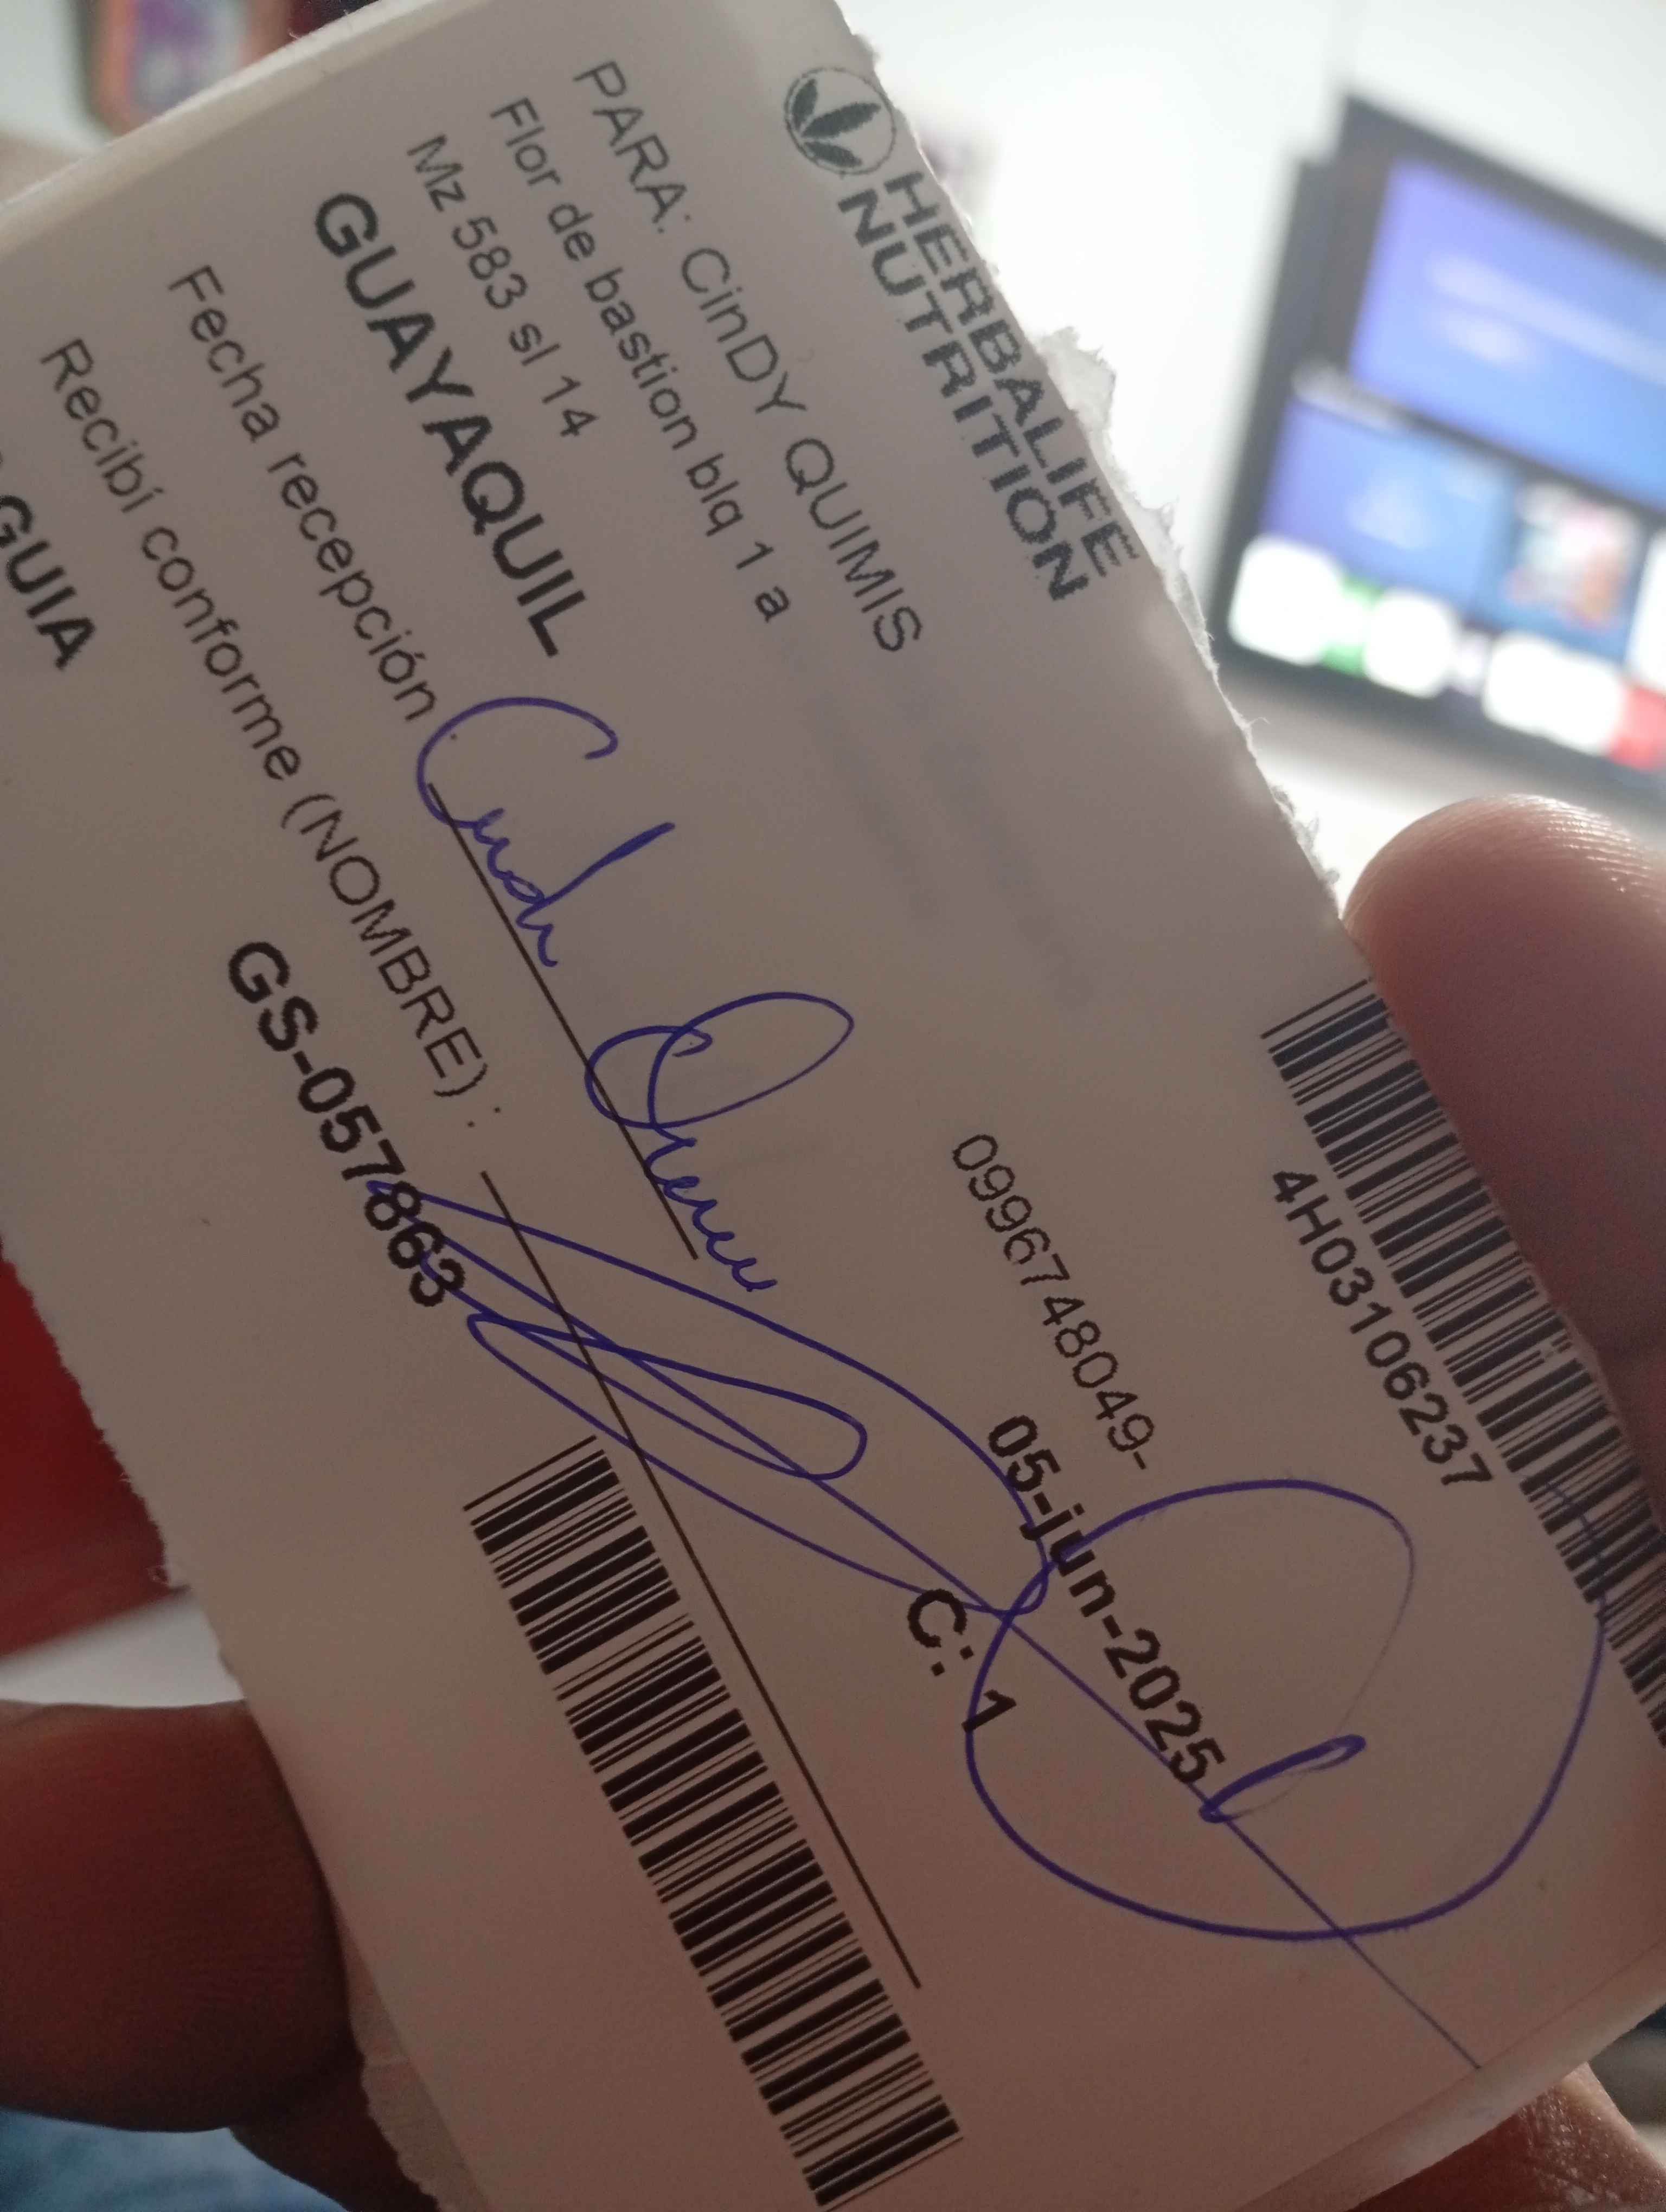 HERBALIFE
NUTRITION
4H03106237
PARA: CinDY QUIMIS
0996748049-
Flor de bastion blq 1 a
Mz 583 sl 14
05-jun-2025
GUAYAQUIL
C: 1
Fecha recepción
Recibí conforme (NOMBRE) :
GUIA
GS-057863